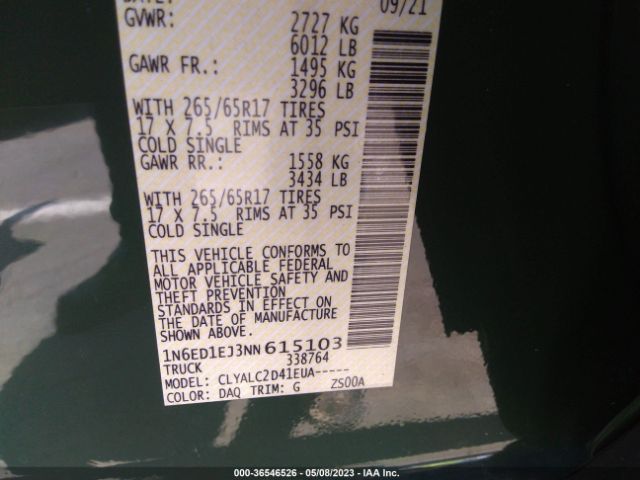 09/21
GVWR: 2727 KG
6012 LB
GAWR FR.: 1495 KG
3296 LB
WITH 265/65R17 TIRES
17 X 7.5 RIMS AT 35 PSI
COLD SINGLE
GAWR RR.: 1558 KG
3434 LB
WITH 265/65R17 TIRES
17 X 7.5 RIMS AT 35 PSI
COLD SINGLE
THIS VEHICLE CONFORMS TO
ALL APPLICABLE FEDERAL
MOTOR VEHICLE SAFETY AND
THEFT PREVENTION
STANDARDS IN EFFECT ON
THE DATE OF MANUFACTURE
SHOWN ABOVE.
1N6ED1EJ3NN615103
TRUCK 338764
MODEL: CLYALC2D41EUA-----
COLOR: DAQ TRIM: G ZS00A
000-36546526 - 05/08/2023 - IAA Inc.